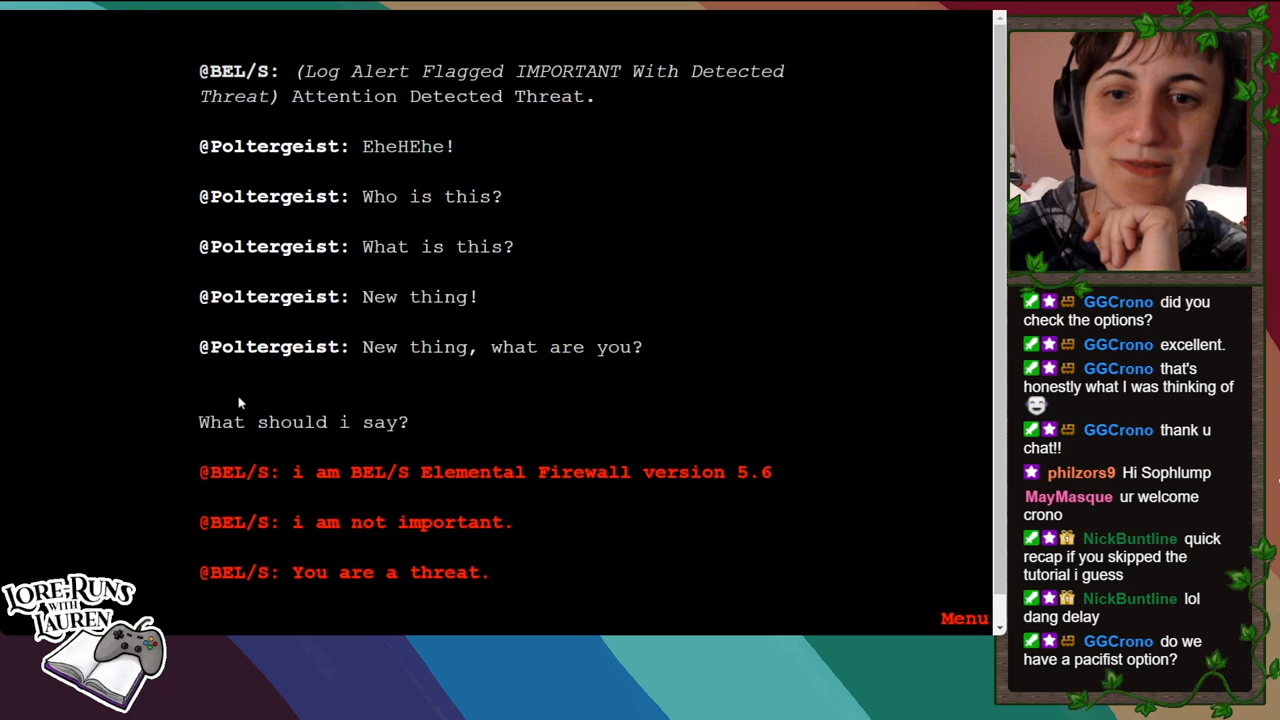 @BEL/S: (Log Alert Flagged IMPORTANT With Detected
Threat) Attention Detected Threat.
@Poltergeist: EheHEhe!
@Poltergeist: Who is this?
@Poltergeist: What is this?
@Poltergeist: New thing!
@Poltergeist: New thing, what are you?
What should i say?
@BEL/S: i am BEL/S Elemental Firewall version 5.6
@BEL/S: i am not important.
@BEL/S: You are a threat.
Menu
LORE-RUNS
WITH
LAUREN
GGCrono did you
check the options?
GGCrono excellent.
GGCrono that's
honestly what I was thinking of
GGCrono thank u
chat!!
philzors9 Hi Sophlump
MayMasque ur welcome
crono
NickBuntline quick
recap if you skipped the
tutorial i guess
NickBuntline lol
dang delay
GGCrono do we
have a pacifist option?